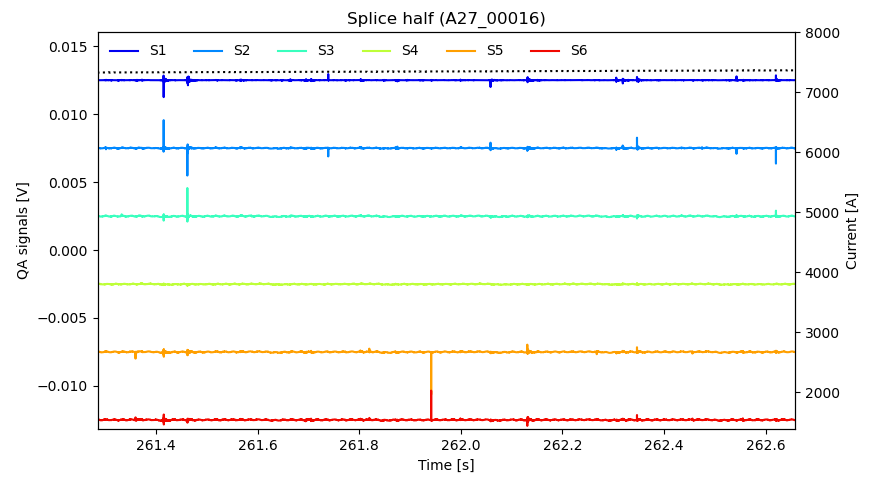 Splice half (A27_00016)
S1 S2 S3 S4 S5 S6
0.015
0.010
0.005
0.000
−0.005
−0.010
QA signals [V]
8000
7000
6000
5000
4000
3000
2000
Current [A]
261.4 261.6 261.8 262.0 262.2 262.4 262.6
Time [s]